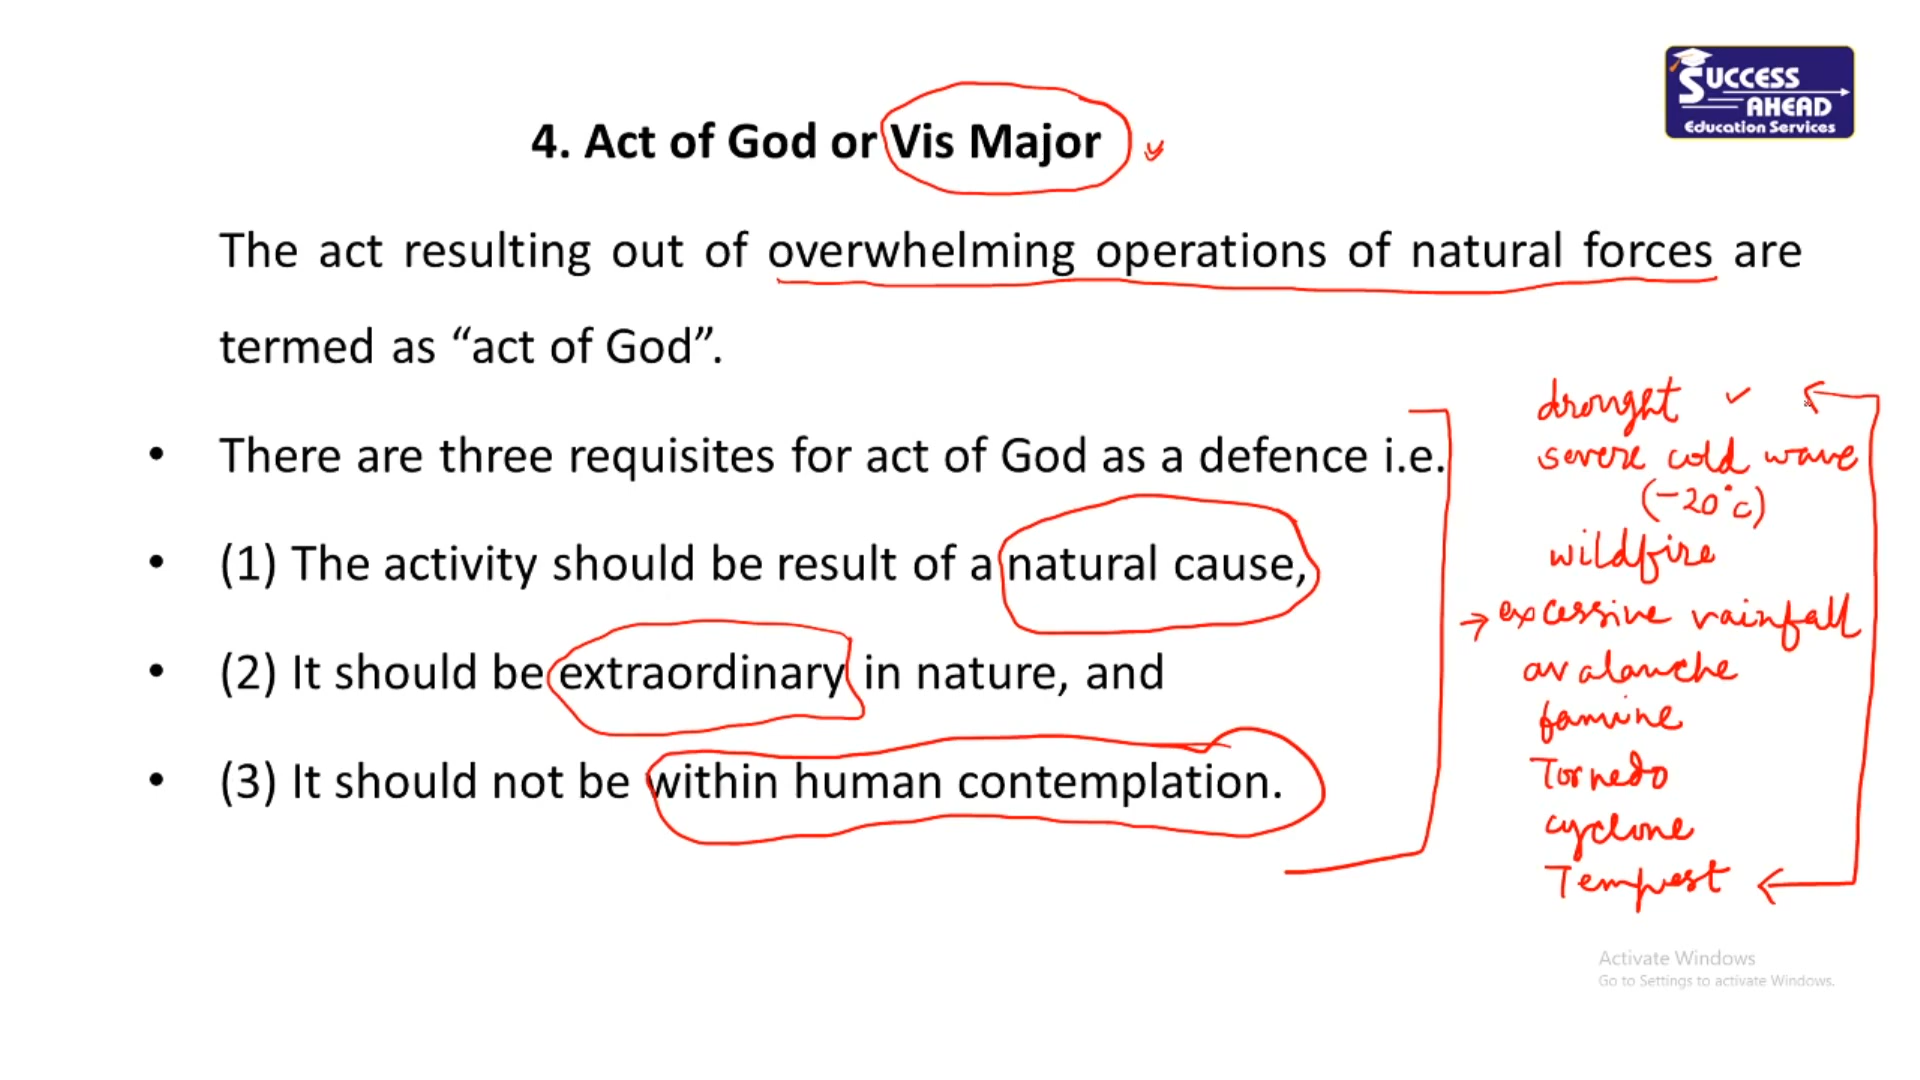 SUCCESS
AHEAD
Education Services
4. Act of God or Vis Major
The act resulting out of overwhelming operations of natural forces are
termed as “act of God”.
• There are three requisites for act of God as a defence i.e.
• (1) The activity should be result of a natural cause,
• (2) It should be extraordinary in nature, and
• (3) It should not be within human contemplation.
drought ✓
severe cold wave
(-20°c)
wildfire
→ excessive rainfall
avalanche
famine
Tornedo
cyclone
Tempest
Activate Windows
Go to Settings to activate Windows.